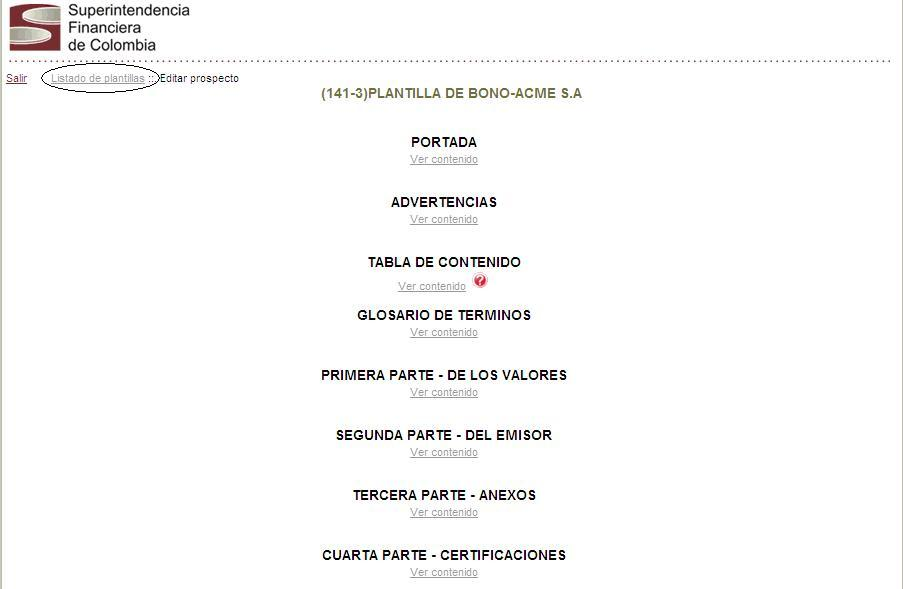 Superintendencia
Financiera
de Colombia
Salir Listado de plantillas :: Editar prospecto
(141-3)PLANTILLA DE BONO-ACME S.A
PORTADA
Ver contenido
ADVERTENCIAS
Ver contenido
TABLA DE CONTENIDO
Ver contenido ?
GLOSARIO DE TERMINOS
Ver contenido
PRIMERA PARTE - DE LOS VALORES
Ver contenido
SEGUNDA PARTE - DEL EMISOR
Ver contenido
TERCERA PARTE - ANEXOS
Ver contenido
CUARTA PARTE - CERTIFICACIONES
Ver contenido